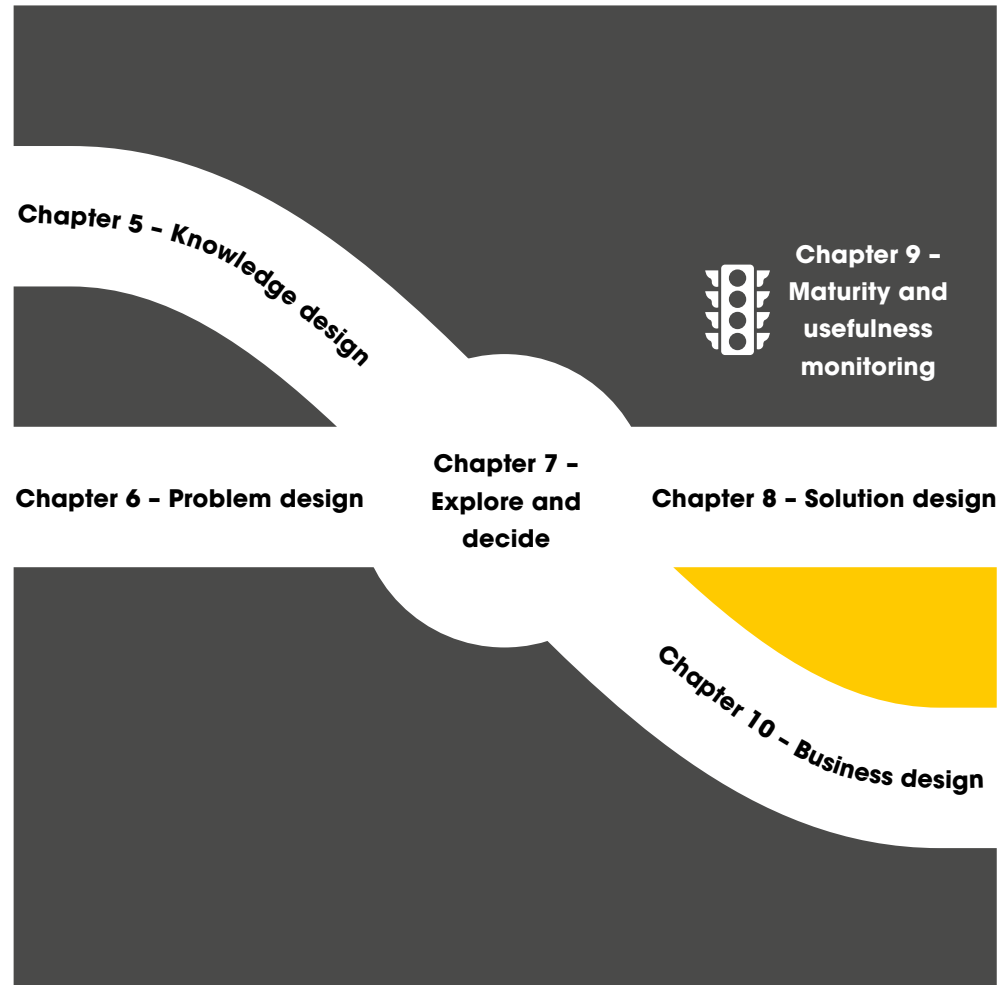 Chapter 5 – Knowledge design
Chapter 9 –
Maturity and
usefulness
monitoring
Chapter 6 – Problem design
Chapter 7 –
Explore and
decide
Chapter 8 – Solution design
Chapter 10 – Business design